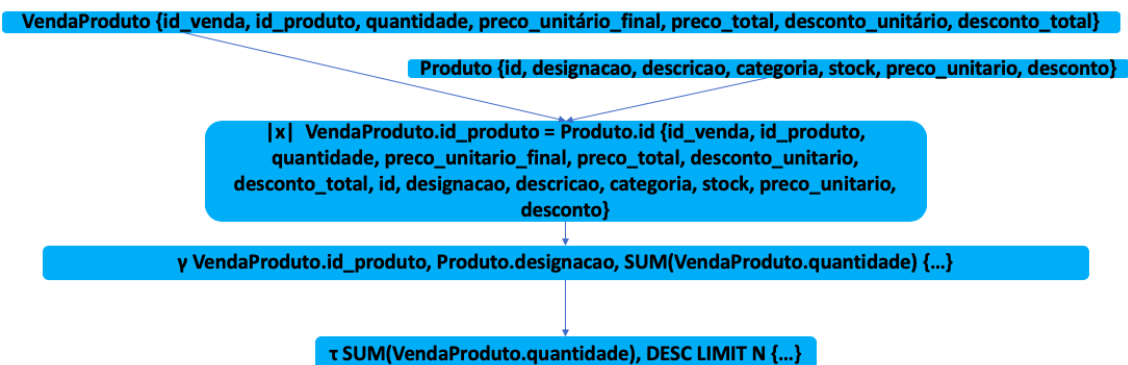 VendaProduto {id_venda, id_produto, quantidade, preco_unitário_final, preco_total, desconto_unitário, desconto_total}
Produto {id, designacao, descricao, categoria, stock, preco_unitario, desconto}
|x| VendaProduto.id_produto = Produto.id {id_venda, id_produto,
quantidade, preco_unitario_final, preco_total, desconto_unitario,
desconto_total, id, designacao, descricao, categoria, stock, preco_unitario,
desconto}
γ VendaProduto.id_produto, Produto.designacao, SUM(VendaProduto.quantidade) {…}
τ SUM(VendaProduto.quantidade), DESC LIMIT N {…}